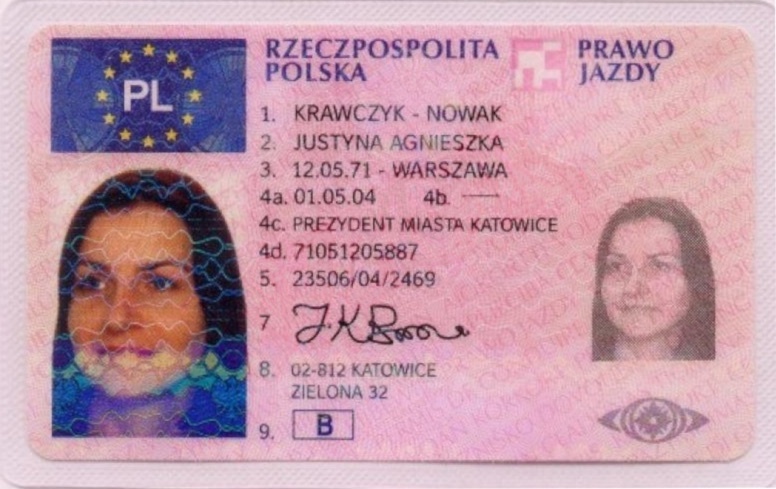 PL
RZECZPOSPOLITA POLSKA
PRAWO JAZDY
1. KRAWCZYK - NOWAK
2. JUSTYNA AGNIESZKA
3. 12.05.71 - WARSZAWA
4a. 01.05.04 4b. ——
4c. PREZYDENT MIASTA KATOWICE
4d. 71051205887
5. 23506/04/2469
7
8. 02-812 KATOWICE
ZIELONA 32
9. B